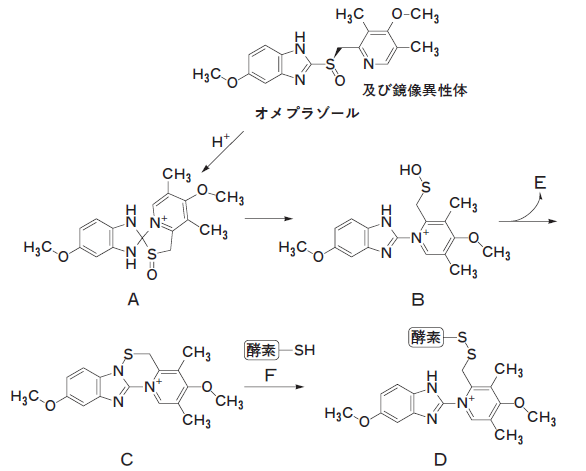 H₃C O-CH₃
H
N
N
S
O
N
CH₃
H₃C
O
及び鏡像異性体
オメプラゾール
H⁺
CH₃
O
CH₃
H
N
N⁺
CH₃
H₃C
O
N
H
S
O
A
HO
S
H
N
N
N⁺
CH₃
O
CH₃
CH₃
H₃C
O
B
E
S
N
N
N⁺
CH₃
O
CH₃
CH₃
H₃C
O
C
酵素 SH
F
酵素 S
S
H
N
N
N⁺
CH₃
O
CH₃
CH₃
H₃C
O
D